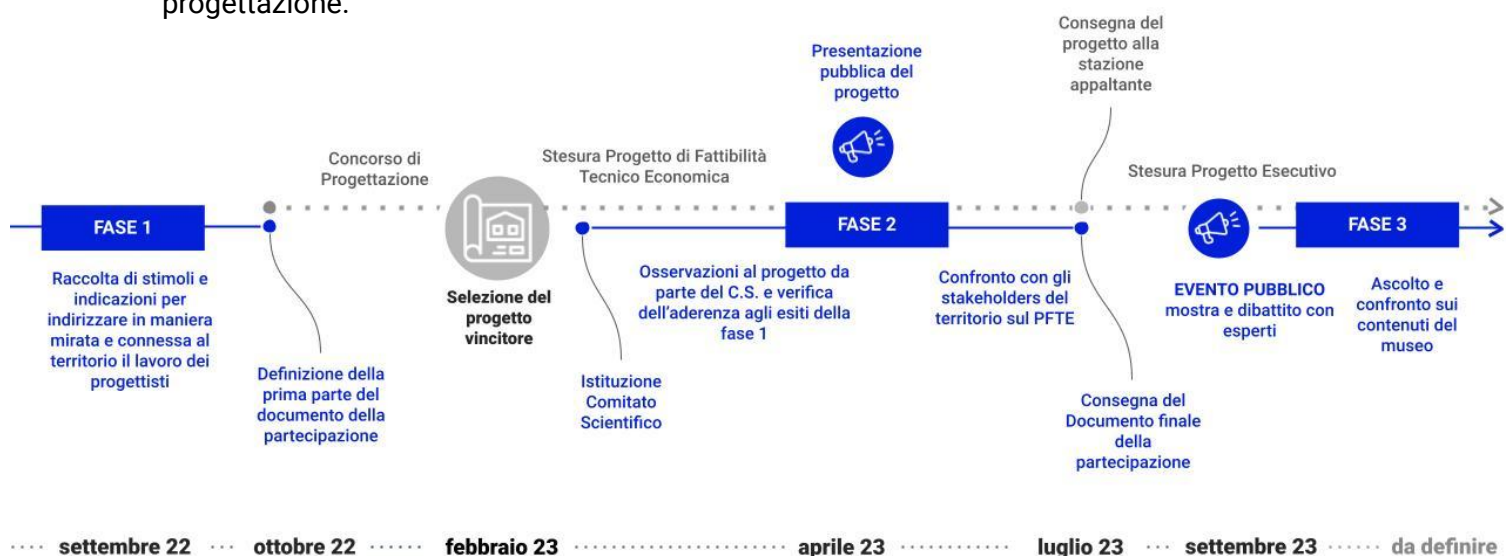 progettazione.
Consegna del
progetto alla
stazione
appaltante
Presentazione
pubblica del
progetto
Concorso di
Progettazione
Stesura Progetto di Fattibilità
Tecnico Economica
Stesura Progetto Esecutivo
FASE 1
FASE 2
FASE 3
Raccolta di stimoli e
indicazioni per
indirizzare in maniera
mirata e connessa al
territorio il lavoro dei
progettisti
Definizione della
prima parte del
documento della
partecipazione
Selezione del
progetto
vincitore
Istituzione
Comitato
Scientifico
Osservazioni al progetto da
parte del C.S. e verifica
dell'aderenza agli esiti della
fase 1
Confronto con gli
stakeholders del
territorio sul PFTE
Consegna del
Documento finale
della
partecipazione
EVENTO PUBBLICO
mostra e dibattito con
esperti
Ascolto e
confronto sui
contenuti del
museo
settembre 22 ottobre 22 febbraio 23 aprile 23 luglio 23 settembre 23 da definire